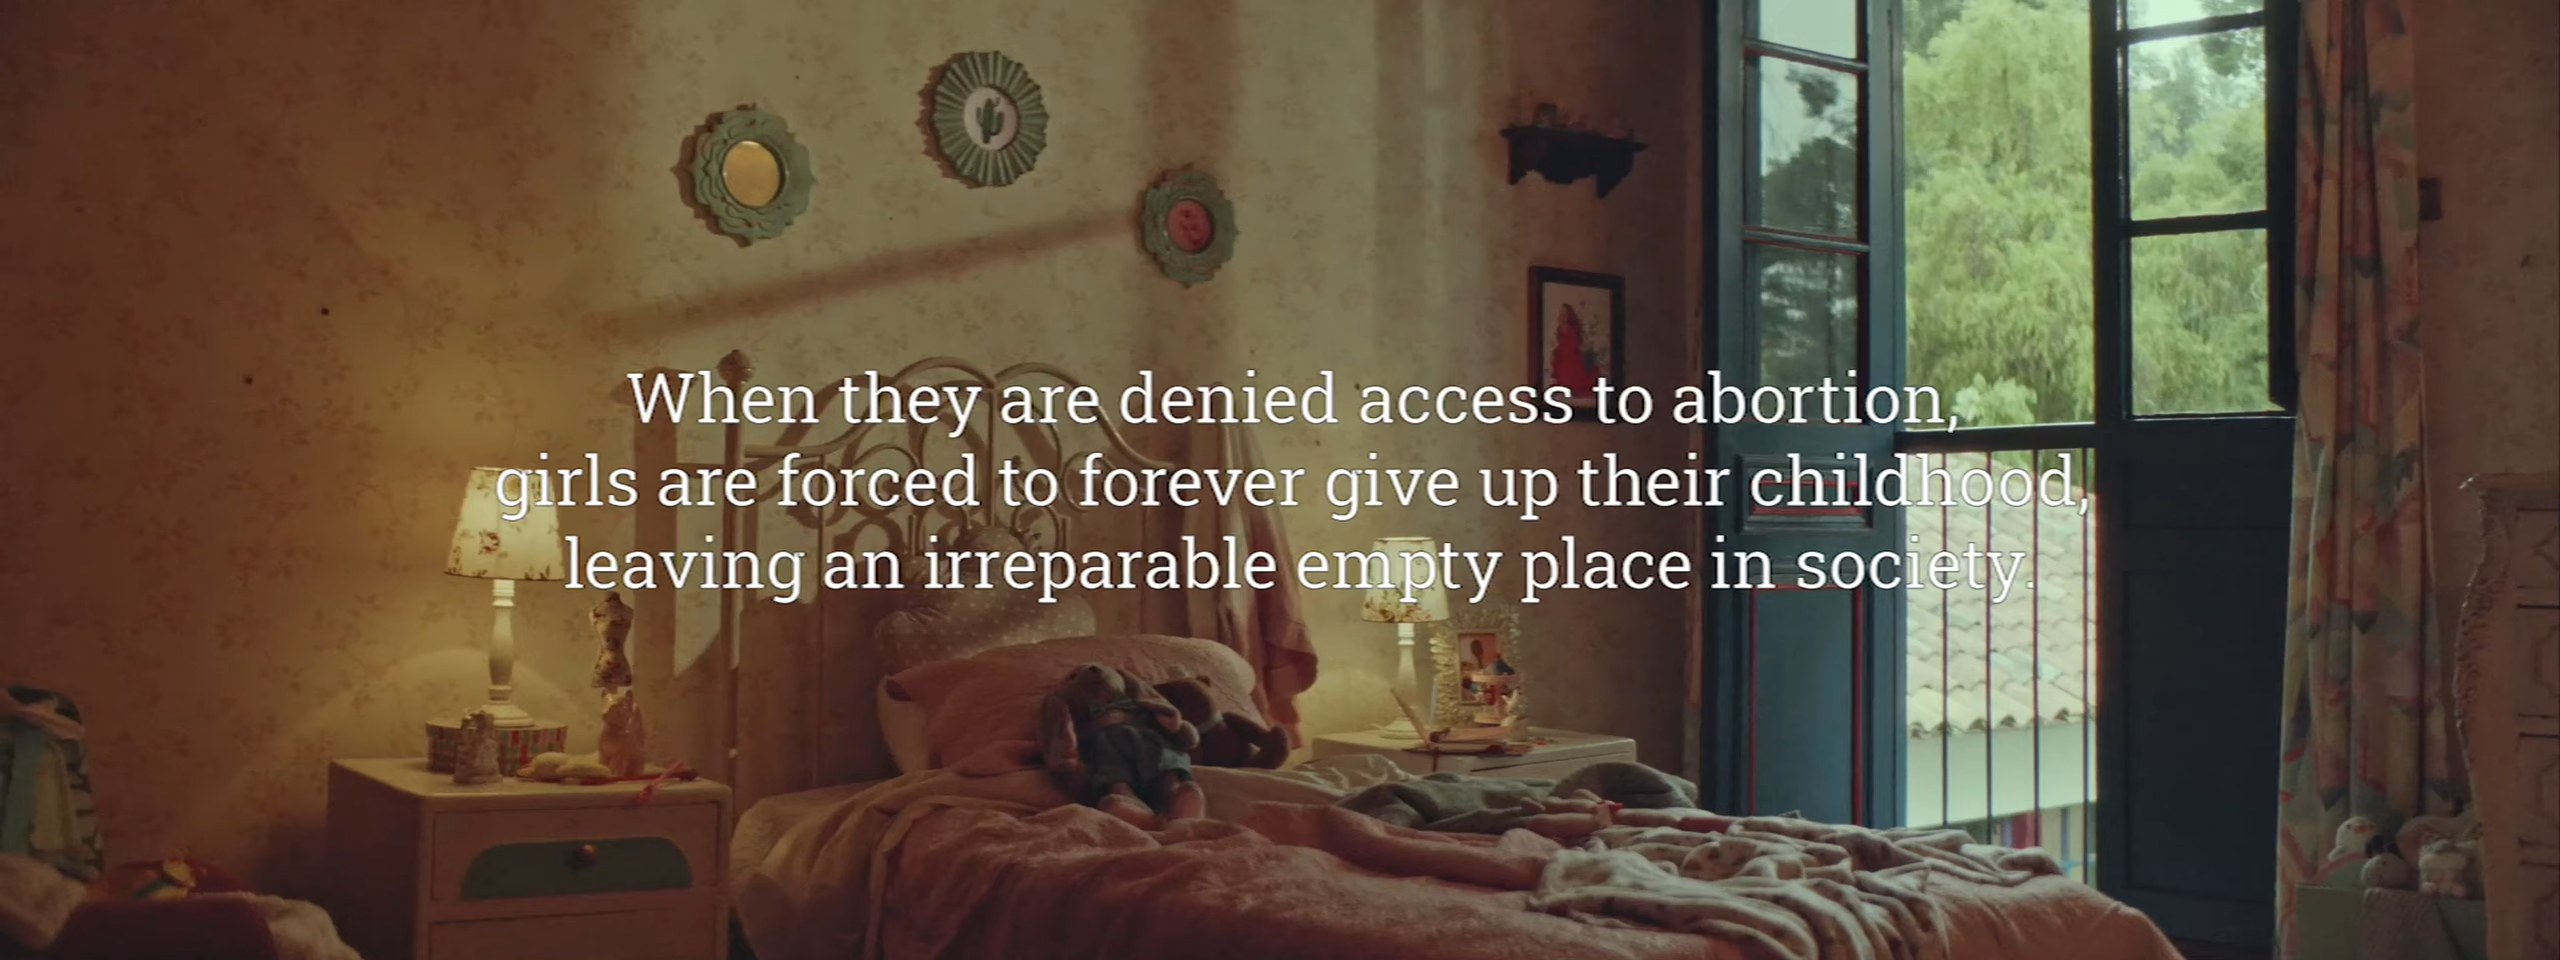 When they are denied access to abortion,
girls are forced to forever give up their childhood,
leaving an irreparable empty place in society.